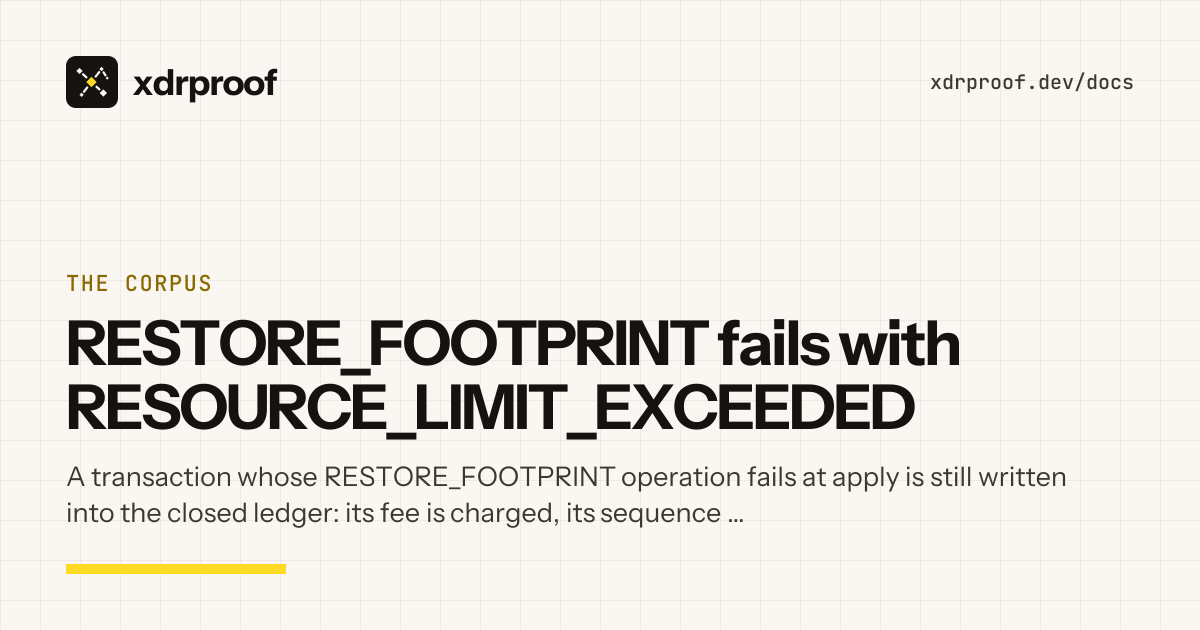 xdrproof
xdrproof.dev/docs
THE CORPUS
RESTORE_FOOTPRINT fails with
RESOURCE_LIMIT_EXCEEDED
A transaction whose RESTORE_FOOTPRINT operation fails at apply is still written
into the closed ledger: its fee is charged, its sequence ...